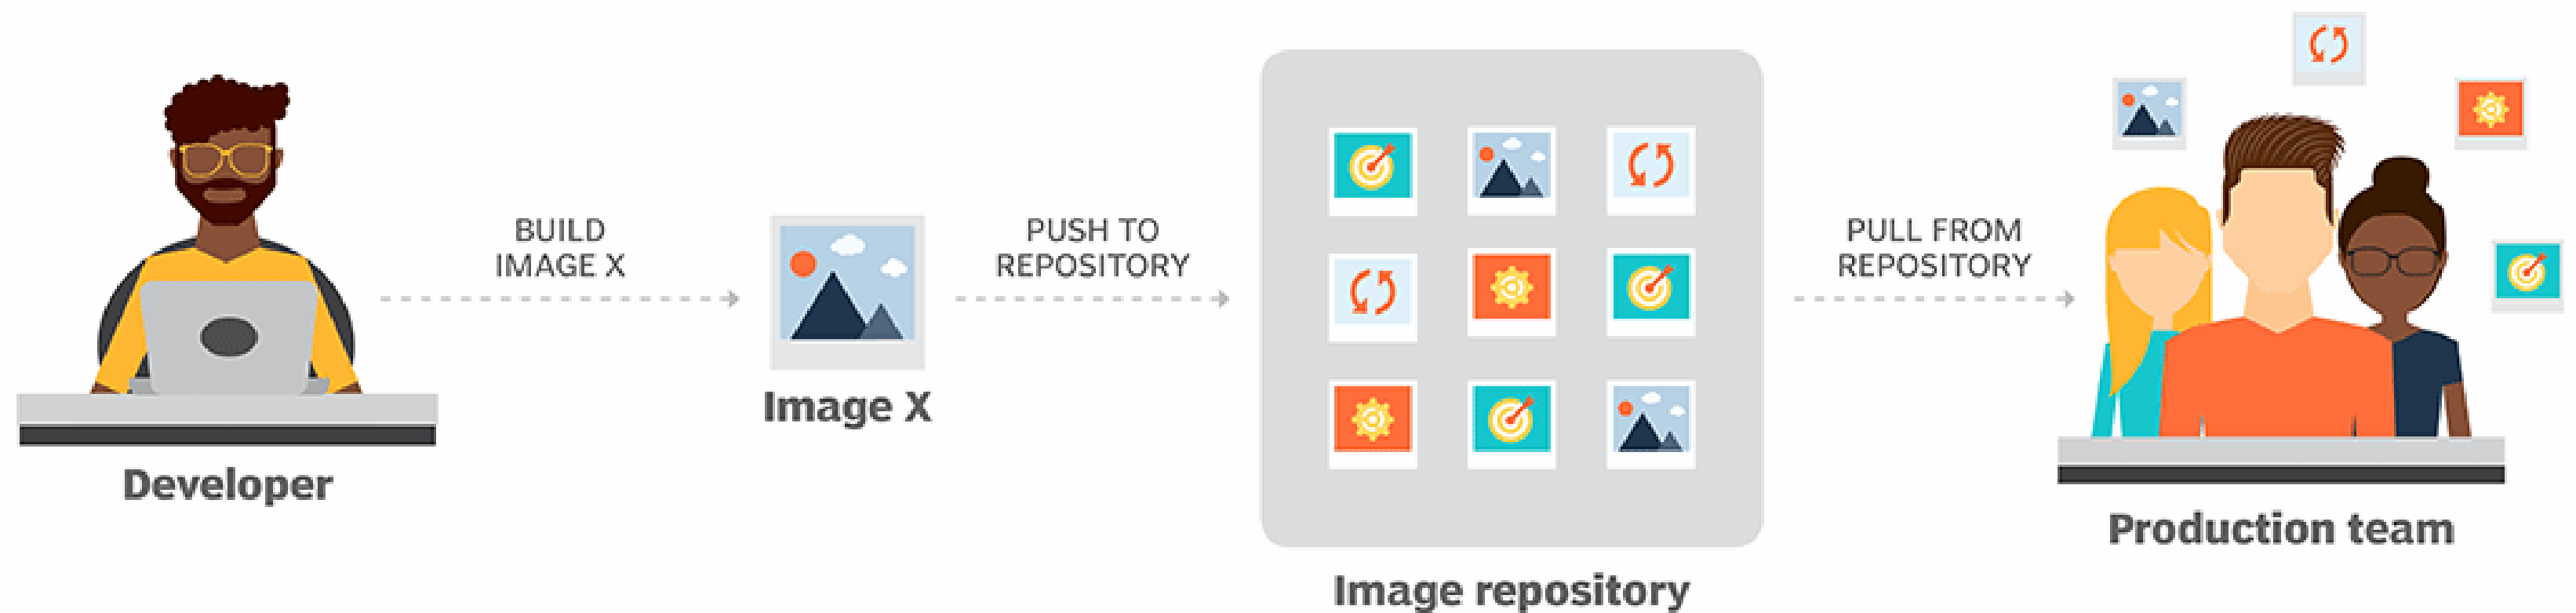 BUILD
IMAGE X
PUSH TO
REPOSITORY
PULL FROM
REPOSITORY
Image X
Developer
Production team
Image repository